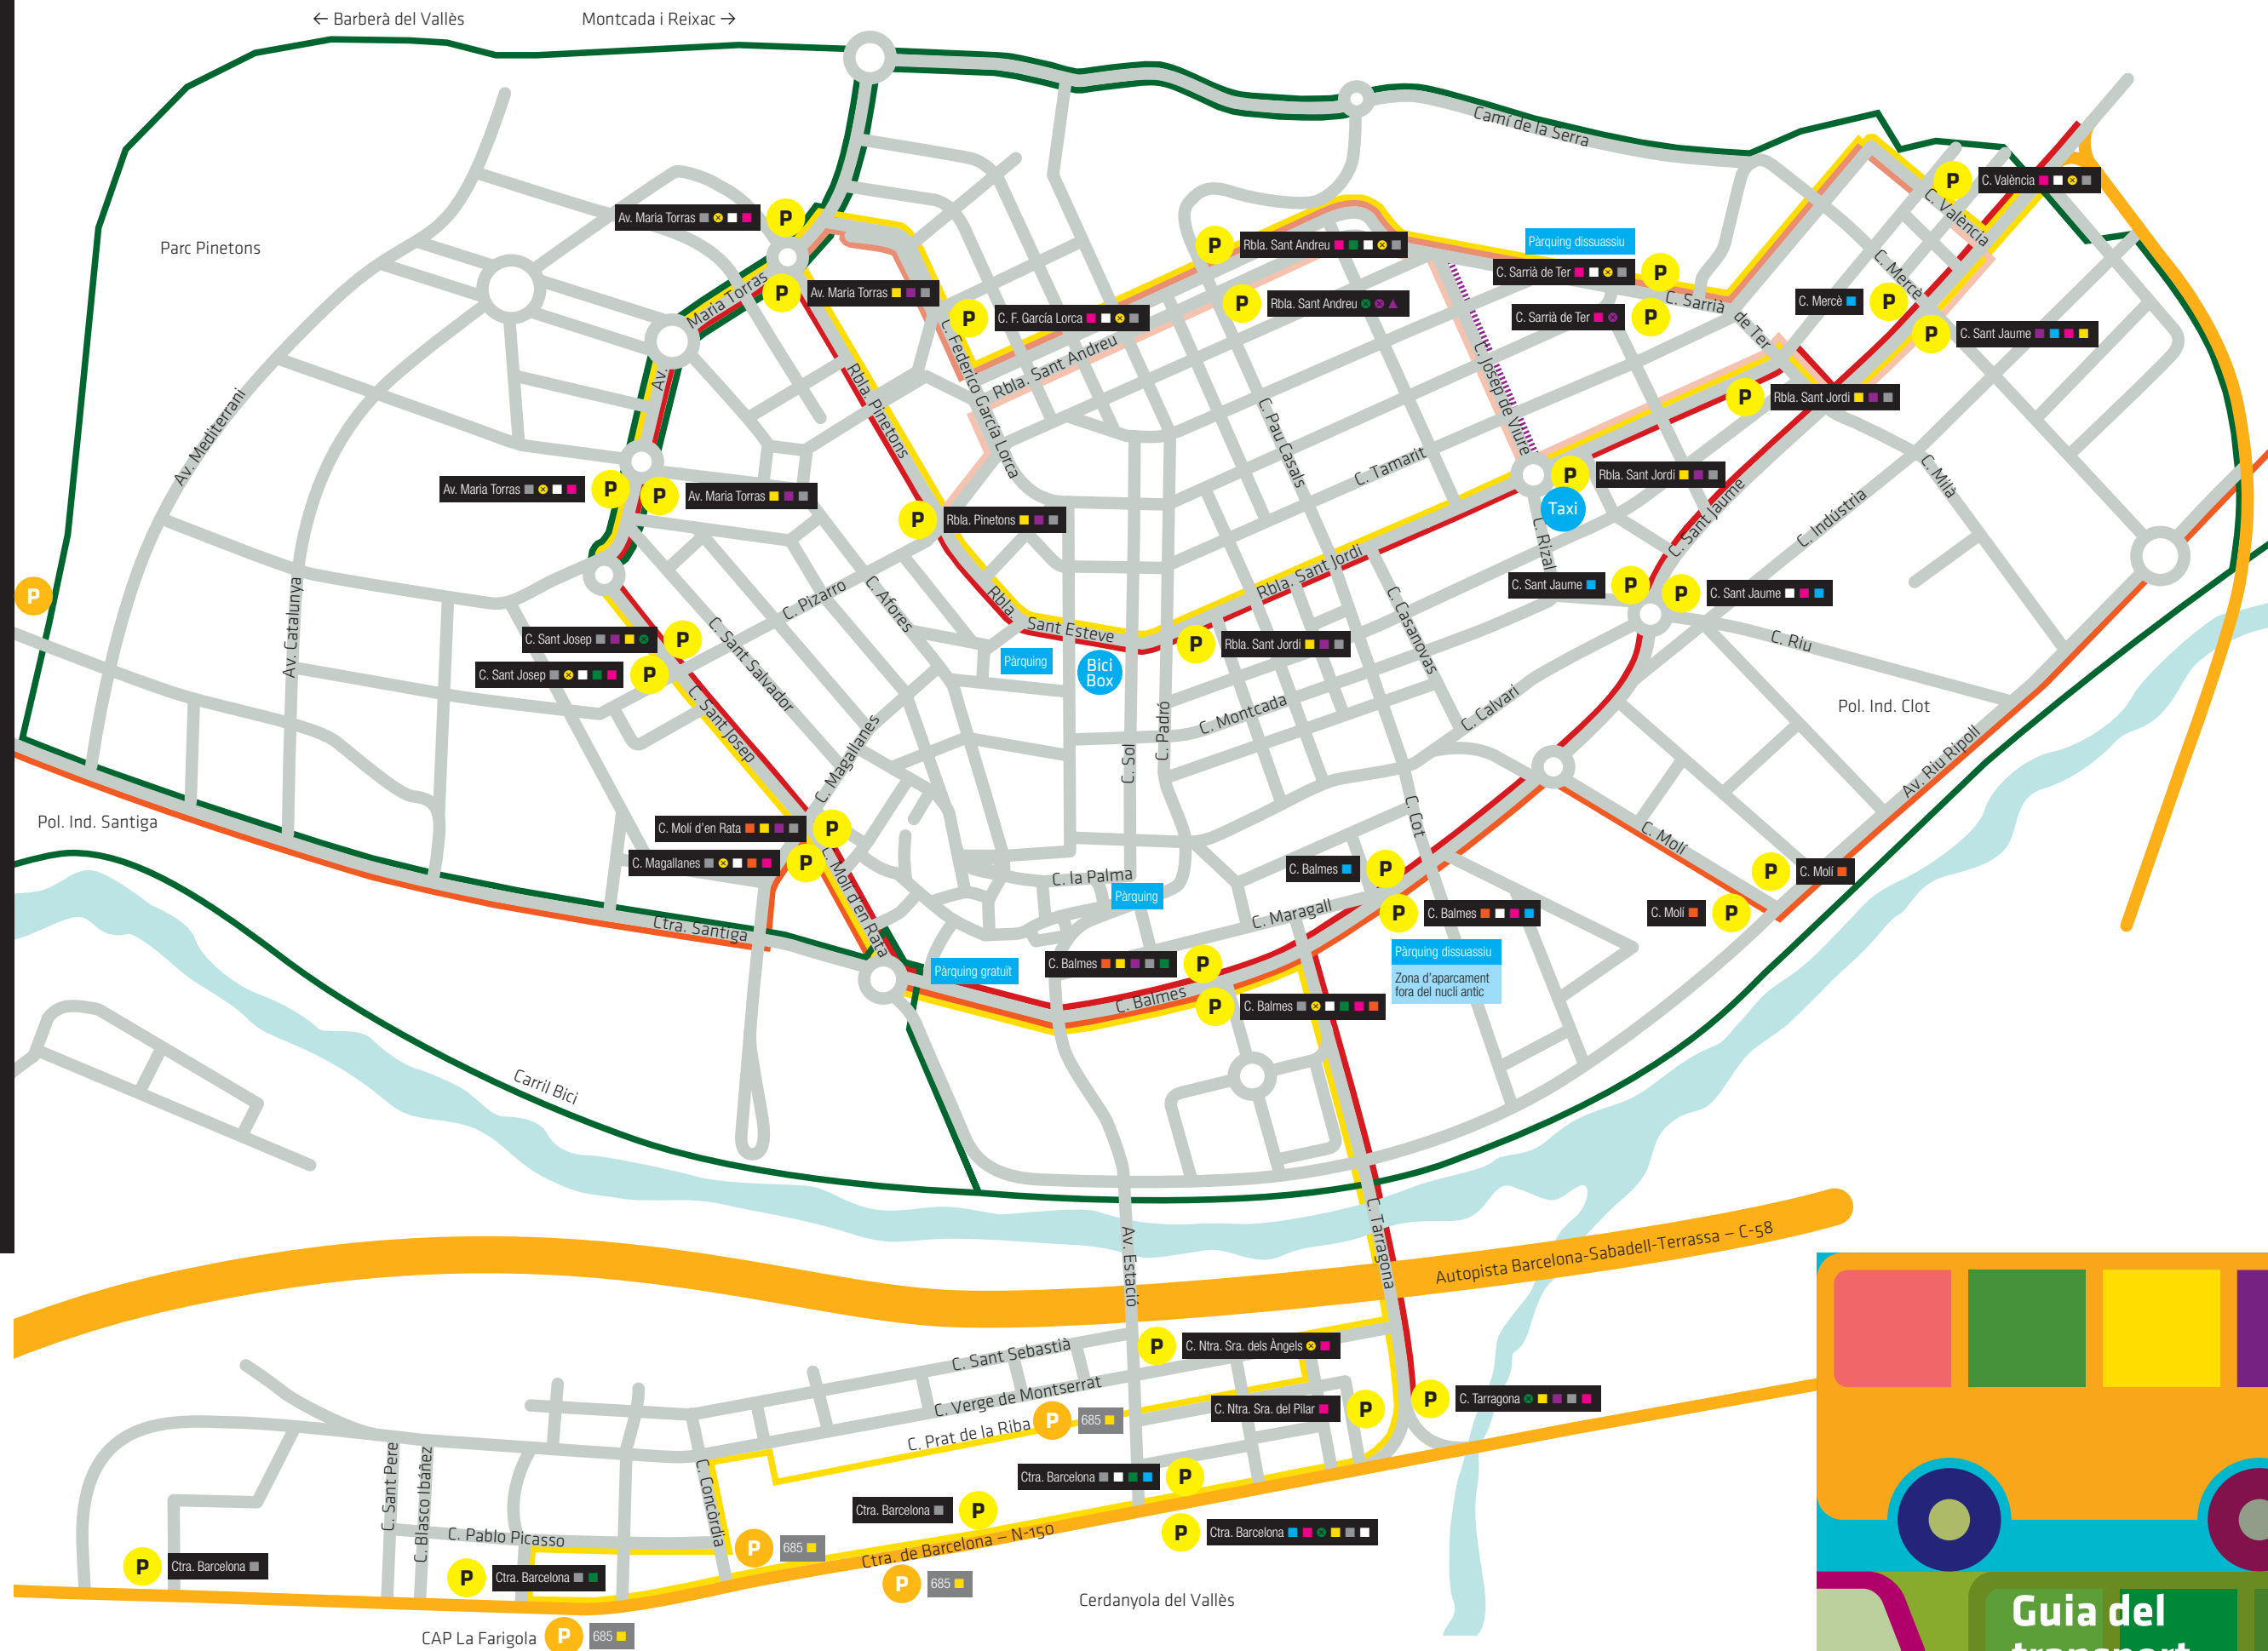 ← Barberà del Vallès
Montcada i Reixac →
Camí de la Serra
Parc Pinetons
P
Av. Maria Torras
P
Av. Maria Torras
Av.
Maria Torras
P
C. F. García Lorca
P
Rbla. Sant Andreu
P
Rbla. Sant Andreu
Pàrquing dissuassiu
C. Sarrià de Ter
P
C. Sarrià de Ter
P
C. Sarrià
de Ter
P
C. València
C. València
C. Mercè
C. Mercè
P
P
C. Sant Jaume
P
Rbla. Sant Jordi
C. Federico García Lorca
Rbla. Sant Andreu
Rbla. Pinetons
C. Josep de Viure
C. Pau Casals
C. Tamarit
Av. Mediterrani
Av. Maria Torras
P
P
Av. Maria Torras
P
Rbla. Pinetons
P
Rbla. Sant Jordi
Taxi
C. Rizal
C. Sant Jaume
C. Indústria
C. Milà
P
Av. Catalunya
C. Pizarro
C. Afores
Rbla.
Sant Esteve
Rbla. Sant Jordi
C. Casanovas
C. Sant Jaume
P
P
C. Sant Jaume
C. Riu
C. Sant Josep
P
C. Sant Josep
P
C. Sant Salvador
C. Sant Josep
Pàrquing
Bici
Box
P
Rbla. Sant Jordi
C. Montcada
C. Padró
C. Sol
C. Calvari
Pol. Ind. Clot
Av. Riu Ripoll
C. Magallanes
Pol. Ind. Santiga
C. Molí d'en Rata
P
C. Magallanes
P
C. Molí d'en Rata
C. Cot
C. Molí
P
C. Molí
C. Molí
P
C. la Palma
Pàrquing
C. Balmes
P
P
C. Balmes
C. Maragall
Pàrquing dissuassiu
Zona d'aparcament
fora del nucli antic
Ctra. Santiga
Pàrquing gratuït
C. Balmes
P
C. Balmes
P
C. Balmes
Carril Bici
C. Tarragona
Av. Estació
Autopista Barcelona-Sabadell-Terrassa – C-58
C. Sant Sebastià
P
C. Ntra. Sra. dels Àngels
C. Verge de Montserrat
C. Prat de la Riba
P
685
C. Ntra. Sra. del Pilar
P
P
C. Tarragona
C. Sant Pere
C. Blasco Ibáñez
C. Concòrdia
Ctra. Barcelona
P
Ctra. Barcelona
P
P
Ctra. Barcelona
C. Pablo Picasso
P
685
Ctra. de Barcelona – N-150
P
Ctra. Barcelona
P
Ctra. Barcelona
P
685
Cerdanyola del Vallès
CAP La Farigola
P
685
Guia del
transport